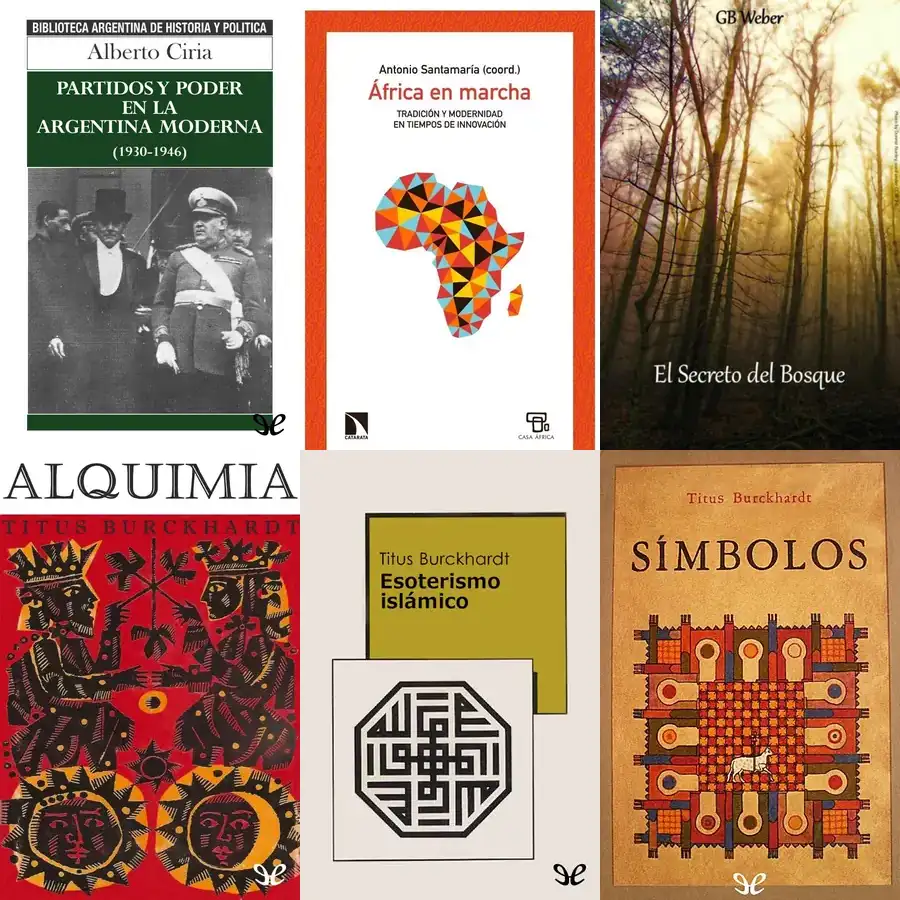 BIBLIOTECA ARGENTINA DE HISTORIA Y POLITICA
Alberto Ciria
PARTIDOS Y PODER
EN LA
ARGENTINA MODERNA
(1930-1946)
Antonio Santamaría (coord.)
África en marcha
TRADICIÓN Y MODERNIDAD
EN TIEMPOS DE INNOVACIÓN
CATARATA
CASA ÁFRICA
GB Weber
El Secreto del Bosque
ALQUIMIA
TITUS BURCKHARDT
Titus Burckhardt
Esoterismo
islámico
Titus Burckhardt
SÍMBOLOS